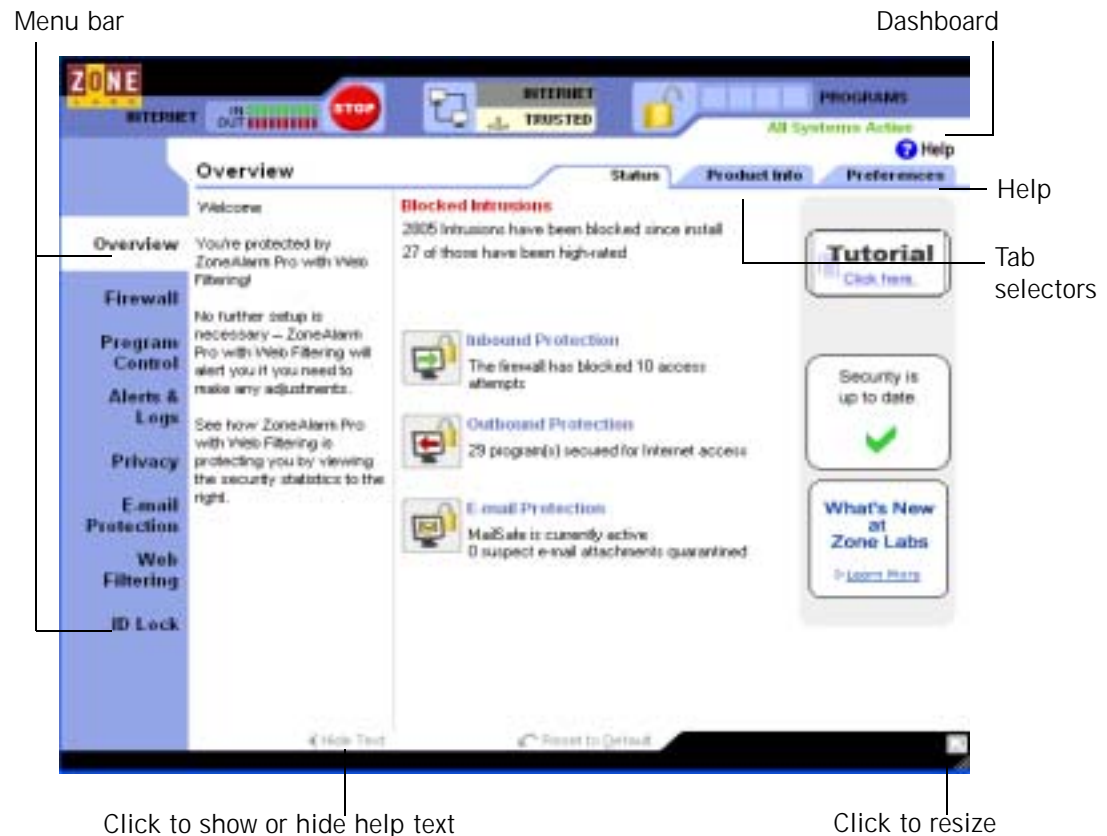 Menu bar
Dashboard
ZONE
LABS
INTERNET
IN
OUT
STOP
INTERNET
TRUSTED
PROGRAMS
All Systems Active
Help
Overview
Status
Product Info
Preferences
Help
Tab
selectors
Overview
Firewall
Program
Control
Alerts &
Logs
Privacy
E-mail
Protection
Web
Filtering
ID Lock
Welcome
You're protected by
ZoneAlarm Pro with Web
Filtering!
No further setup is
necessary – ZoneAlarm
Pro with Web Filtering will
alert you if you need to
make any adjustments.
See how ZoneAlarm Pro
with Web Filtering is
protecting you by viewing
the security statistics to the
right.
Blocked Intrusions
2805 Intrusions have been blocked since install
27 of those have been high-rated
Inbound Protection
The firewall has blocked 10 access
attempts
Outbound Protection
29 program(s) secured for Internet access
E-mail Protection
MailSafe is currently active
0 suspect e-mail attachments quarantined
Tutorial
Click here.
Security is
up to date
What's New
at
Zone Labs
Learn More
Hide Text
Reset to Default
Click to show or hide help text
Click to resize